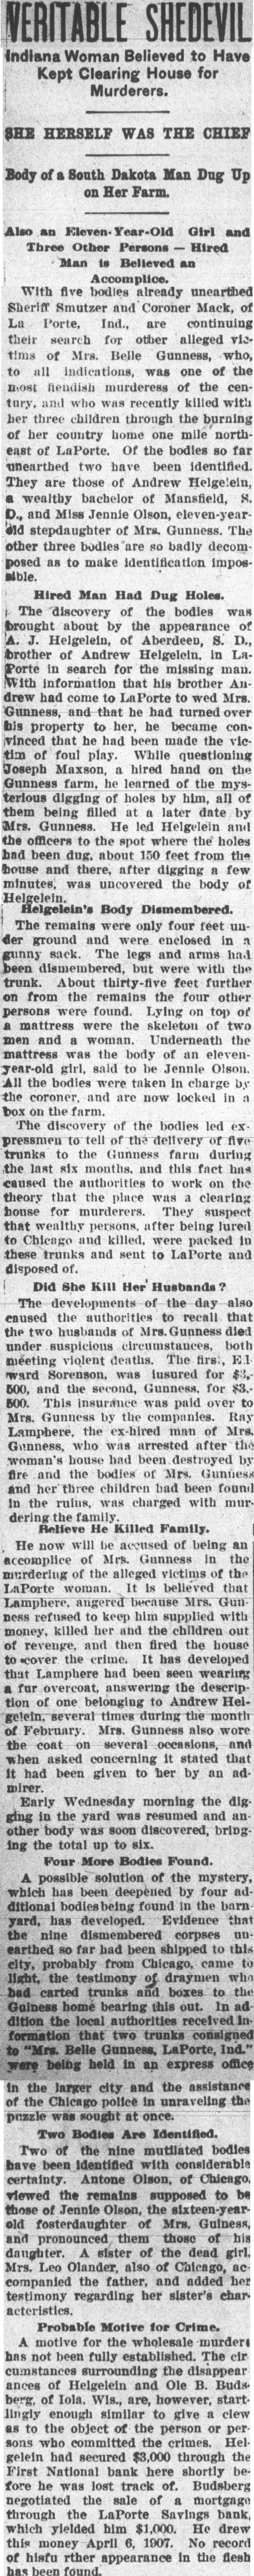 VERITABLE SHEDEVIL
Indiana Woman Believed to Have
Kept Clearing House for
Murderers.
SHE HERSELF WAS THE CHIEF
Body of a South Dakota Man Dug Up
on Her Farm.
Also an Eleven-Year-Old Girl and
Three Other Persons — Hired
Man is Believed an
Accomplice.
With five bodies already unearthed
Sheriff Smutzer and Coroner Mack, of
La Porte, Ind., are continuing
their search for other alleged vic-
tims of Mrs. Belle Gunness, who,
to all indications, was one of the
most fiendish murderess of the cen-
tury, and who was recently killed with
her three children through the burning
of her country home one mile north-
east of LaPorte. Of the bodies so far
unearthed two have been identified.
They are those of Andrew Helgelein,
a wealthy bachelor of Mansfield, S.
D., and Miss Jennie Olson, eleven-year-
old stepdaughter of Mrs. Gunness. The
other three bodies are so badly decom-
posed as to make identification impos-
sible.
Hired Man Had Dug Holes.
The discovery of the bodies was
brought about by the appearance of
A. J. Helgelein, of Aberdeen, S. D.,
brother of Andrew Helgelein, in La-
Porte in search for the missing man.
With information that his brother An-
drew had come to LaPorte to wed Mrs.
Gunness, and that he had turned over
his property to her, he became con-
vinced that he had been made the vic-
tim of foul play. While questioning
Joseph Maxson, a hired hand on the
Gunness farm, he learned of the mys-
terious digging of holes by him, all of
them being filled at a later date by
Mrs. Gunness. He led Helgelein and
the officers to the spot where the holes
had been dug, about 150 feet from the
house and there, after digging a few
minutes, was uncovered the body of
Helgelein.
Helgelein's Body Dismembered.
The remains were only four feet un-
der ground and were enclosed in a
gunny sack. The legs and arms had
been dismembered, but were with the
trunk. About thirty-five feet further
on from the remains the four other
persons were found. Lying on top of
a mattress were the skeleton of two
men and a woman. Underneath the
mattress was the body of an eleven-
year-old girl, said to be Jennie Olson.
All the bodies were taken in charge by
the coroner, and are now locked in a
box on the farm.
The discovery of the bodies led ex-
pressmen to tell of the delivery of five
trunks to the Gunness farm during
the last six months, and this fact has
caused the authorities to work on the
theory that the place was a clearing
house for murderers. They suspect
that wealthy persons, after being lured
to Chicago and killed, were packed in
these trunks and sent to LaPorte and
disposed of.
Did She Kill Her Husbands?
The developments of the day also
caused the authorities to recall that
the two husbands of Mrs. Gunness died
under suspicious circumstances, both
meeting violent deaths. The first, Ed-
ward Sorenson, was insured for $3,-
500, and the second, Gunness, for $3,-
500. This insurance was paid over to
Mrs. Gunness by the companies. Ray
Lamphere, the ex-hired man of Mrs.
Gunness, who was arrested after the
woman's house had been destroyed by
fire and the bodies of Mrs. Gunness
and her three children had been found
in the ruins, was charged with mur-
dering the family.
Believe He Killed Family.
He now will be accused of being an
accomplice of Mrs. Gunness in the
murdering of the alleged victims of the
LaPorte woman. It is believed that
Lamphere, angered because Mrs. Gun-
ness refused to keep him supplied with
money, killed her and the children out
of revenge, and then fired the house
to cover the crime. It has developed
that Lamphere had been seen wearing
a fur overcoat, answering the descrip-
tion of one belonging to Andrew Hel-
gelein, several times during the month
of February. Mrs. Gunness also wore
the coat on several occasions, and
when asked concerning it stated that
it had been given to her by an ad-
mirer.
Early Wednesday morning the dig-
ging in the yard was resumed and an-
other body was soon discovered, bring-
ing the total up to six.
Four More Bodies Found.
A possible solution of the mystery,
which has been deepened by four ad-
ditional bodies being found in the barn
yard, has developed. Evidence that
the nine dismembered corpses un-
earthed so far had been shipped to this
city, probably from Chicago, came to
light, the testimony of draymen who
had carted trunks and boxes to the
Guiness home bearing this out. In ad-
dition the local authorities received in-
formation that two trunks consigned
to "Mrs. Belle Gunness, LaPorte, Ind."
were being held in an express office
in the larger city and the assistance
of the Chicago police in unraveling the
puzzle was sought at once.
Two Bodies Are Identified.
Two of the nine mutilated bodies
have been identified with considerable
certainty. Antone Olson, of Chicago,
viewed the remains supposed to be
those of Jennie Olson, the sixteen-year-
old fosterdaughter of Mrs. Guiness,
and pronounced them those of his
daughter. A sister of the dead girl,
Mrs. Leo Olander, also of Chicago, ac-
companied the father, and added her
testimony regarding her sister's char-
acteristics.
Probable Motive for Crime.
A motive for the wholesale murders
has not been fully established. The cir
cumstances surrounding the disappear
ances of Helgelein and Ole B. Buds-
berg, of Iola, Wis., are, however, start-
lingly enough similar to give a clew
as to the object of the person or per-
sons who committed the crimes. Hel-
gelein had secured $3,000 through the
First National bank here shortly be-
fore he was lost track of. Budsberg
negotiated the sale of a mortgage
through the LaPorte Savings bank,
which yielded him $1,000. He drew
this money April 6, 1907. No record
of hisfu rther appearance in the flesh
has been found.